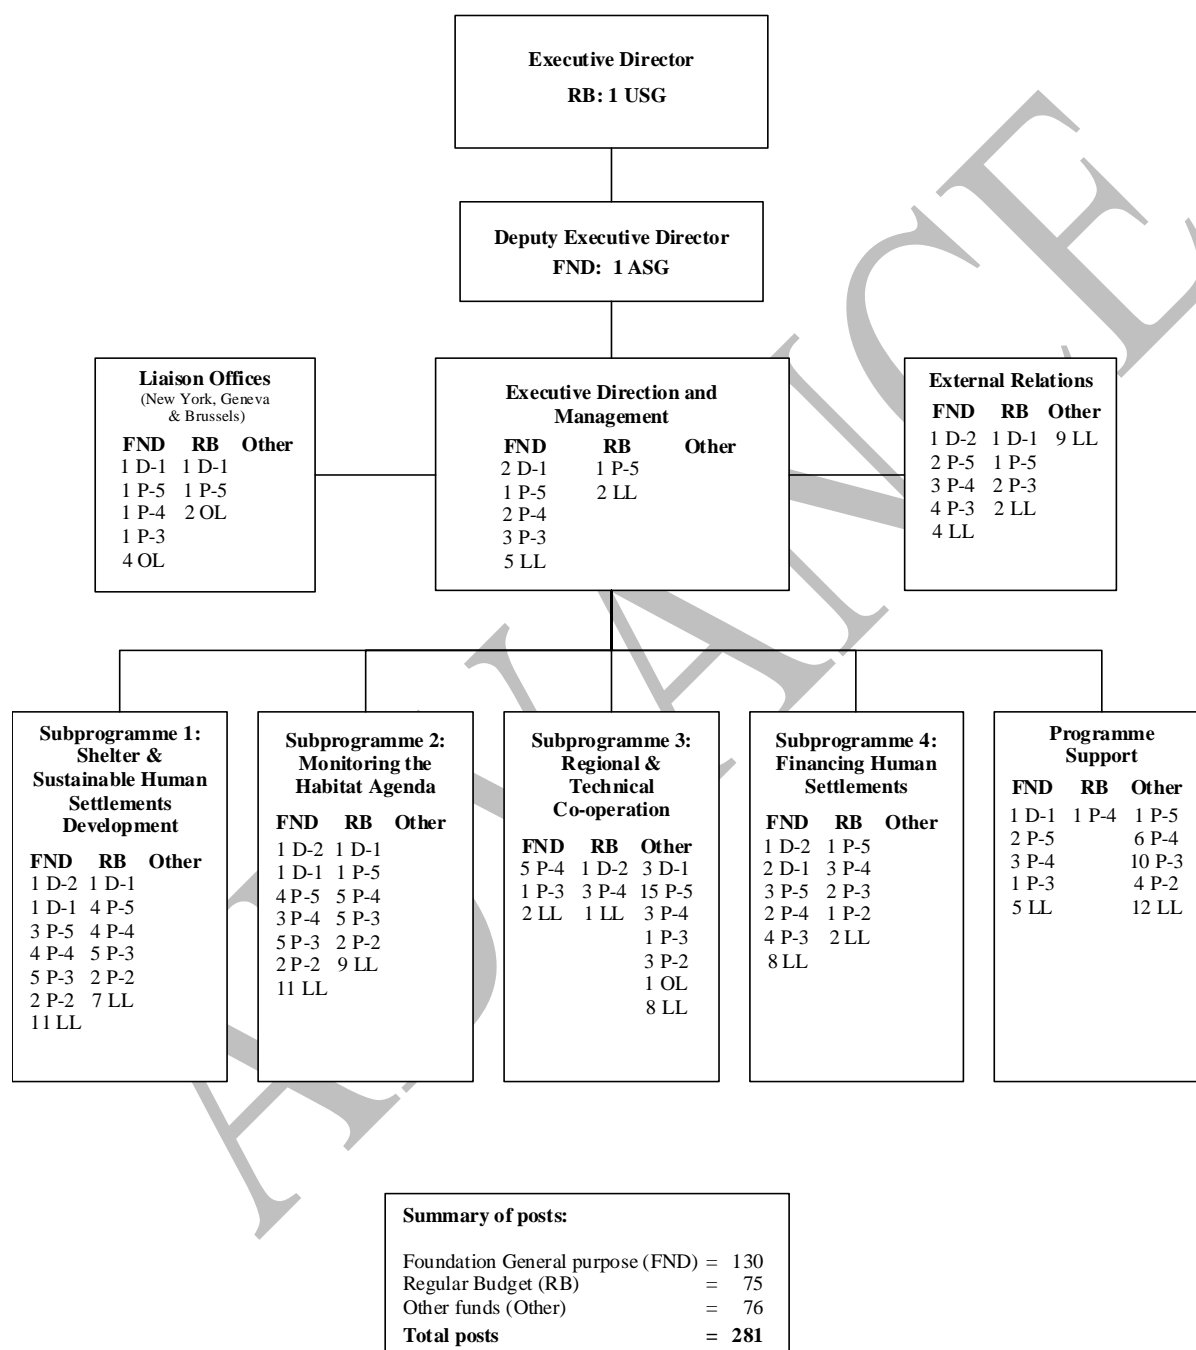 Executive Director
RB: 1 USG
Deputy Executive Director
FND: 1 ASG
Liaison Offices
(New York, Geneva
& Brussels)
FND RB Other
1 D-1 1 D-1
1 P-5 1 P-5
1 P-4 2 OL
1 P-3
4 OL
Executive Direction and
Management
FND RB Other
2 D-1 1 P-5
1 P-5 2 LL
2 P-4
3 P-3
5 LL
External Relations
FND RB Other
1 D-2 1 D-1 9 LL
2 P-5 1 P-5
3 P-4 2 P-3
4 P-3 2 LL
4 LL
Subprogramme 1:
Shelter &
Sustainable Human
Settlements
Development
FND RB Other
1 D-2 1 D-1
1 D-1 4 P-5
3 P-5 4 P-4
4 P-4 5 P-3
5 P-3 2 P-2
2 P-2 7 LL
11 LL
Subprogramme 2:
Monitoring the
Habitat Agenda
FND RB Other
1 D-2 1 D-1
1 D-1 1 P-5
4 P-5 5 P-4
3 P-4 5 P-3
5 P-3 2 P-2
2 P-2 9 LL
11 LL
Subprogramme 3:
Regional &
Technical
Co-operation
FND RB Other
5 P-4 1 D-2 3 D-1
1 P-3 3 P-4 15 P-5
2 LL 1 LL 3 P-4
1 P-3
3 P-2
1 OL
8 LL
Subprogramme 4:
Financing Human
Settlements
FND RB Other
1 D-2 1 P-5
2 D-1 3 P-4
3 P-5 2 P-3
2 P-4 1 P-2
4 P-3 2 LL
8 LL
Programme
Support
FND RB Other
1 D-1 1 P-4 1 P-5
2 P-5 6 P-4
3 P-4 10 P-3
1 P-3 4 P-2
5 LL 12 LL
ADVANCE
Summary of posts:
Foundation General purpose (FND) = 130
Regular Budget (RB) = 75
Other funds (Other) = 76
Total posts = 281